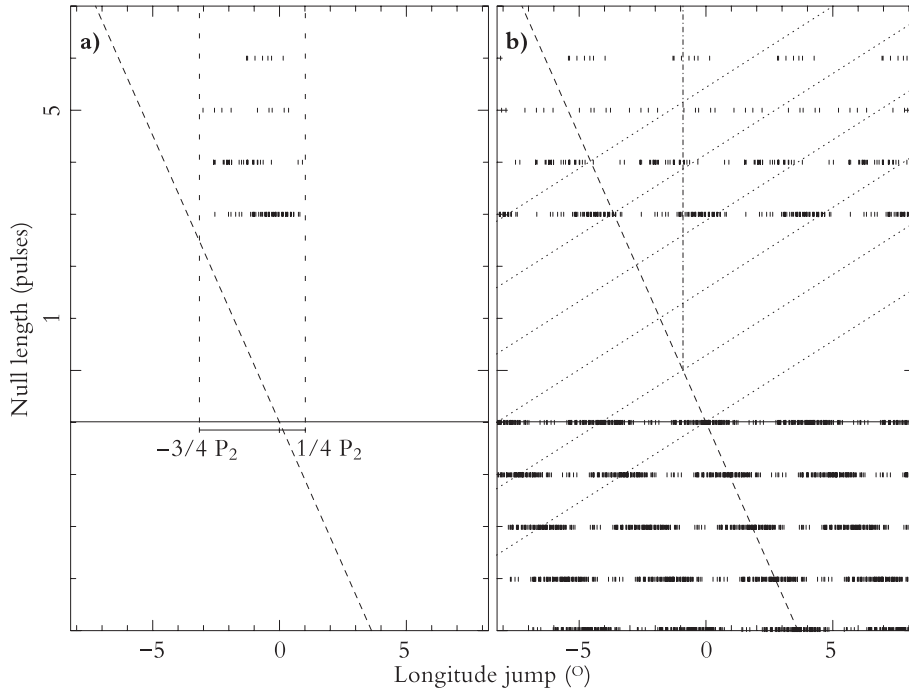 a)
b)
5
1
Null length (pulses)
−3/4 P2
1/4 P2
−5
0
5
−5
0
5
Longitude jump (°)